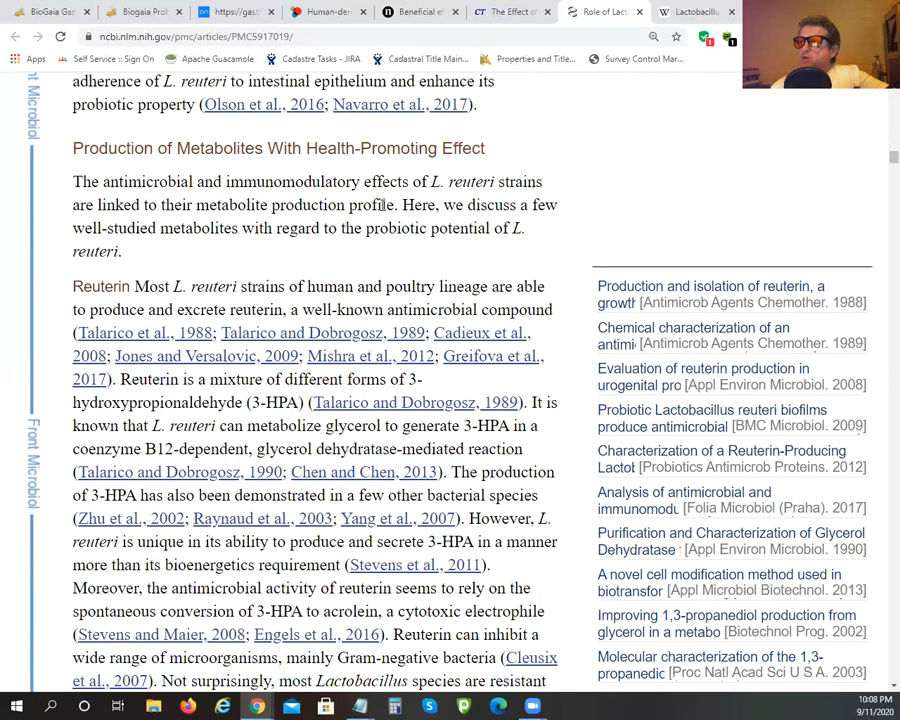 BioGaia Gas
Biogaia Pro
https://gast
Human-der
Beneficial ef
CT The Effect o
Role of Lac
W Lactobacillu
ncbi.nlm.nih.gov/pmc/articles/PMC5917019/
Apps Self Service :: Sign On Apache Guacamole Cadastre Tasks - JIRA Cadastral Title Main... Properties and Title... Survey Control Mar...
adherence of L. reuteri to intestinal epithelium and enhance its
probiotic property (Olson et al., 2016; Navarro et al., 2017).
Production of Metabolites With Health-Promoting Effect
The antimicrobial and immunomodulatory effects of L. reuteri strains
are linked to their metabolite production profile. Here, we discuss a few
well-studied metabolites with regard to the probiotic potential of L.
reuteri.
Reuterin Most L. reuteri strains of human and poultry lineage are able
to produce and excrete reuterin, a well-known antimicrobial compound
(Talarico et al., 1988; Talarico and Dobrogosz, 1989; Cadieux et al.,
2008; Jones and Versalovic, 2009; Mishra et al., 2012; Greifova et al.,
2017). Reuterin is a mixture of different forms of 3-
hydroxypropionaldehyde (3-HPA) (Talarico and Dobrogosz, 1989). It is
known that L. reuteri can metabolize glycerol to generate 3-HPA in a
coenzyme B12-dependent, glycerol dehydratase-mediated reaction
(Talarico and Dobrogosz, 1990; Chen and Chen, 2013). The production
of 3-HPA has also been demonstrated in a few other bacterial species
(Zhu et al., 2002; Raynaud et al., 2003; Yang et al., 2007). However, L.
reuteri is unique in its ability to produce and secrete 3-HPA in a manner
more than its bioenergetics requirement (Stevens et al., 2011).
Moreover, the antimicrobial activity of reuterin seems to rely on the
spontaneous conversion of 3-HPA to acrolein, a cytotoxic electrophile
(Stevens and Maier, 2008; Engels et al., 2016). Reuterin can inhibit a
wide range of microorganisms, mainly Gram-negative bacteria (Cleusix
et al., 2007). Not surprisingly, most Lactobacillus species are resistant
nt Microbiol
Front Microbiol
Production and isolation of reuterin, a
growth [Antimicrob Agents Chemother. 1988]
Chemical characterization of an
antimi [Antimicrob Agents Chemother. 1989]
Evaluation of reuterin production in
urogenital pro [Appl Environ Microbiol. 2008]
Probiotic Lactobacillus reuteri biofilms
produce antimicrobial [BMC Microbiol. 2009]
Characterization of a Reuterin-Producing
Lactol [Probiotics Antimicrob Proteins. 2012]
Analysis of antimicrobial and
immunomodu [Folia Microbiol (Praha). 2017]
Purification and Characterization of Glycerol
Dehydratase [Appl Environ Microbiol. 1990]
A novel cell modification method used in
biotransfor [Appl Microbiol Biotechnol. 2013]
Improving 1,3-propanediol production from
glycerol in a metabo [Biotechnol Prog. 2002]
Molecular characterization of the 1,3-
propanedic [Proc Natl Acad Sci U S A. 2003]
10:08 PM
9/11/2020